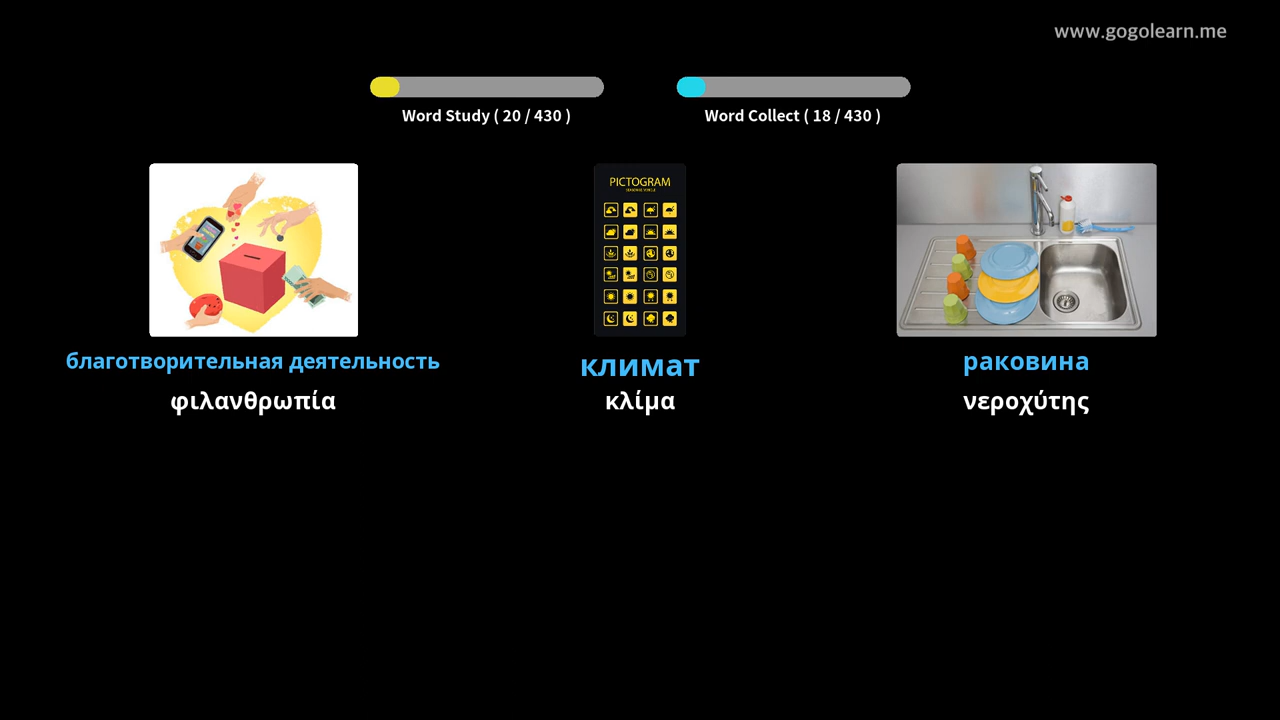 www.gogolearn.me
Word Study ( 20 / 430 )
Word Collect ( 18 / 430 )
PICTOGRAM
благотворительная деятельность
климат
раковина
φιλανθρωπία
κλίμα
νεροχύτης